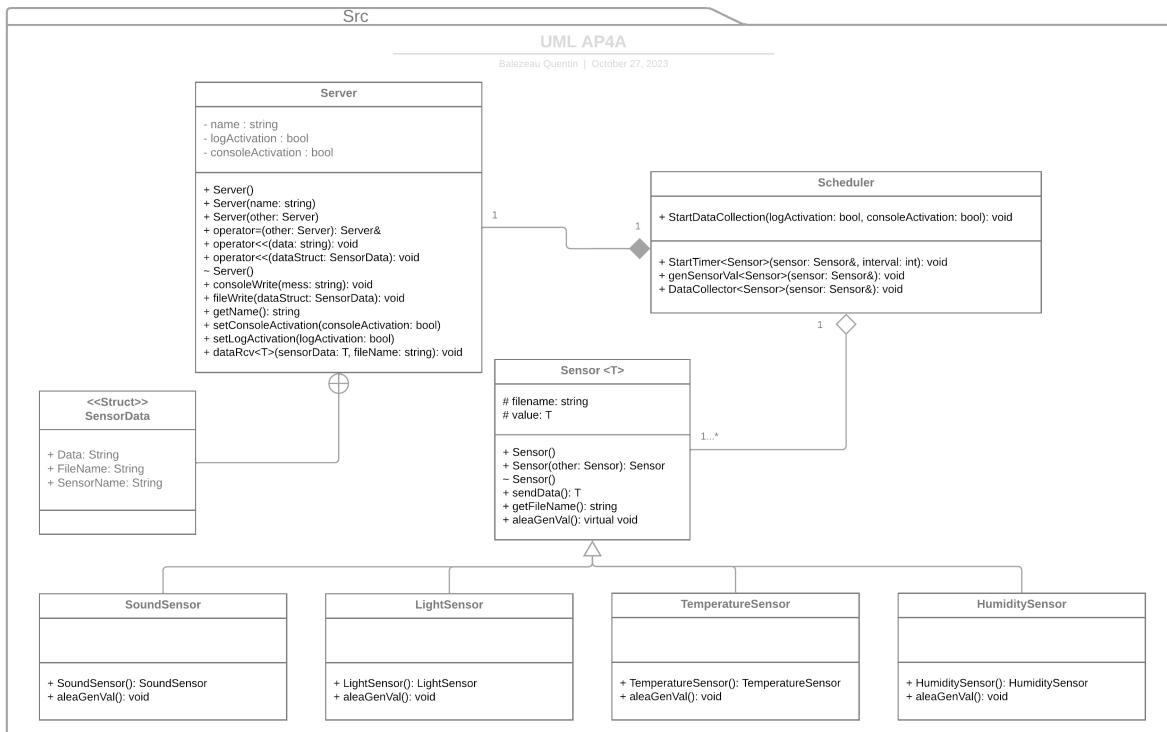 Src
UML AP4A
Balezeau Quentin | October 27, 2023
Server
- name : string
- logActivation : bool
- consoleActivation : bool
+ Server()
+ Server(name: string)
+ Server(other: Server)
+ operator=(other: Server): Server&
+ operator<<(data: string): void
+ operator<<(dataStruct: SensorData): void
~ Server()
+ consoleWrite(mess: string): void
+ fileWrite(dataStruct: SensorData): void
+ getName(): string
+ setConsoleActivation(consoleActivation: bool)
+ setLogActivation(logActivation: bool)
+ dataRcv<T>(sensorData: T, fileName: string): void
1
1
Scheduler
+ StartDataCollection(logActivation: bool, consoleActivation: bool): void
+ StartTimer<Sensor>(sensor: Sensor&, interval: int): void
+ genSensorVal<Sensor>(sensor: Sensor&): void
+ DataCollector<Sensor>(sensor: Sensor&): void
1
1...*
<<Struct>>
SensorData
+ Data: String
+ FileName: String
+ SensorName: String
Sensor <T>
# filename: string
# value: T
+ Sensor()
+ Sensor(other: Sensor): Sensor
~ Sensor()
+ sendData(): T
+ getFileName(): string
+ aleaGenVal(): virtual void
SoundSensor
+ SoundSensor(): SoundSensor
+ aleaGenVal(): void
LightSensor
+ LightSensor(): LightSensor
+ aleaGenVal(): void
TemperatureSensor
+ TemperatureSensor(): TemperatureSensor
+ aleaGenVal(): void
HumiditySensor
+ HumiditySensor(): HumiditySensor
+ aleaGenVal(): void